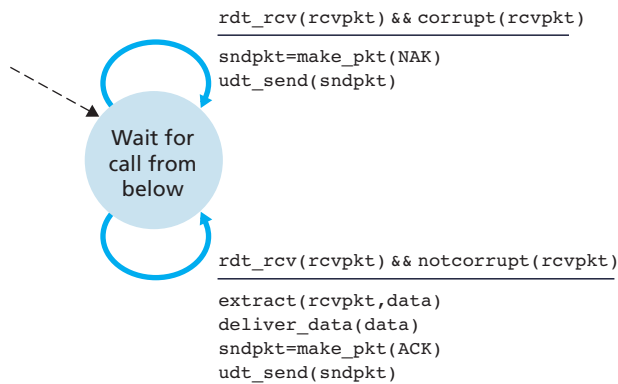 rdt_rcv(rcvpkt) && corrupt(rcvpkt)
sndpkt=make_pkt(NAK)
udt_send(sndpkt)
Wait for
call from
below
rdt_rcv(rcvpkt) && notcorrupt(rcvpkt)
extract(rcvpkt,data)
deliver_data(data)
sndpkt=make_pkt(ACK)
udt_send(sndpkt)